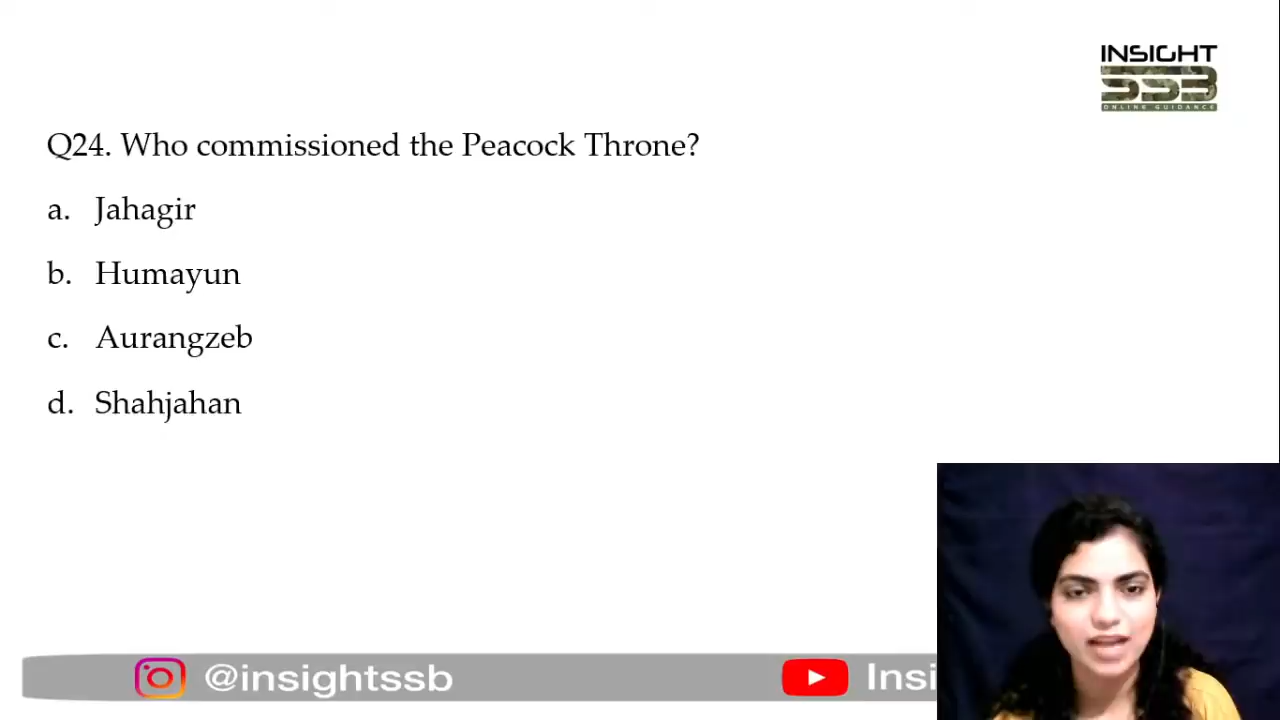 INSIGHT
SSB
ONLINE GUIDANCE
Q24. Who commissioned the Peacock Throne?
a. Jahagir
b. Humayun
c. Aurangzeb
d. Shahjahan
@insightssb
Insi